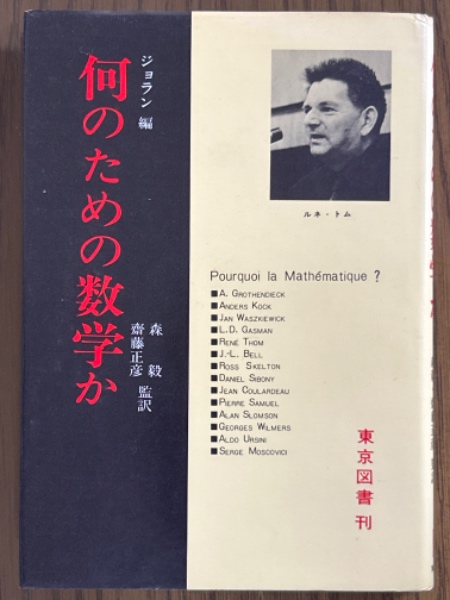 ジョラン 編
何のための数学か
森 毅
齋藤正彦 監訳
ルネ・トム
Pourquoi la Mathématique ?
■A. GROTHENDIECK
■ANDERS KOCK
■JAN WASZKIEWICK
■L.D. GASMAN
■RENÉ THOM
■J.-L. BELL
■ROSS SKELTON
■DANIEL SIBONY
■JEAN COULARDEAU
■PIERRE SAMUEL
■ALAN SLOMSON
■GEORGES WILMERS
■ALDO URSINI
■SERGE MOSCOVICI
東京図書刊